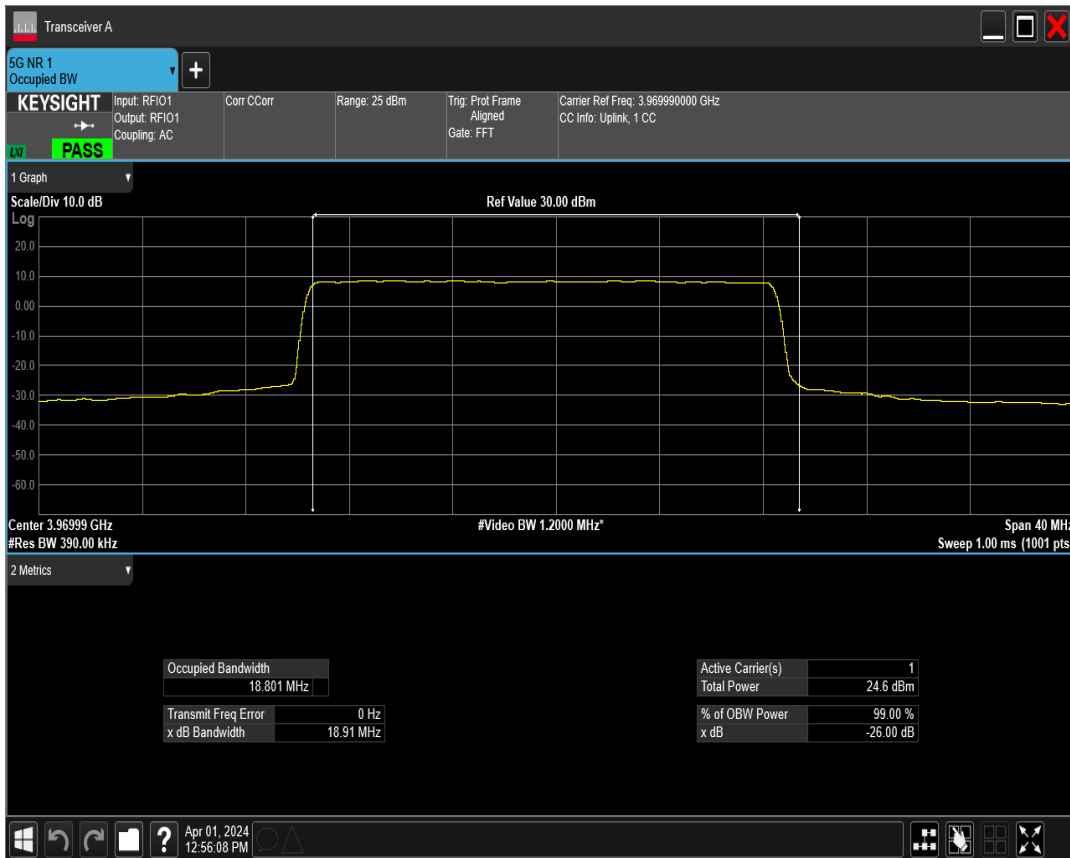 Transceiver A
5G NR 1
Occupied BW
+
KEYSIGHT
LXI
PASS
Input: RFIO1
Output: RFIO1
Coupling: AC
Corr CCorr
Range: 25 dBm
Trig: Prot Frame
Aligned
Gate: FFT
Carrier Ref Freq: 3.969990000 GHz
CC Info: Uplink, 1 CC
1 Graph
Scale/Div 10.0 dB
Ref Value 30.00 dBm
Log
20.0
10.0
0.00
-10.0
-20.0
-30.0
-40.0
-50.0
-60.0
Center 3.96999 GHz
#Video BW 1.2000 MHz*
Span 40 MHz
#Res BW 390.00 kHz
Sweep 1.00 ms (1001 pts
2 Metrics
Occupied Bandwidth
18.801 MHz
Transmit Freq Error 0 Hz
x dB Bandwidth 18.91 MHz
Active Carrier(s) 1
Total Power 24.6 dBm
% of OBW Power 99.00 %
x dB -26.00 dB
?
Apr 01, 2024
12:56:08 PM